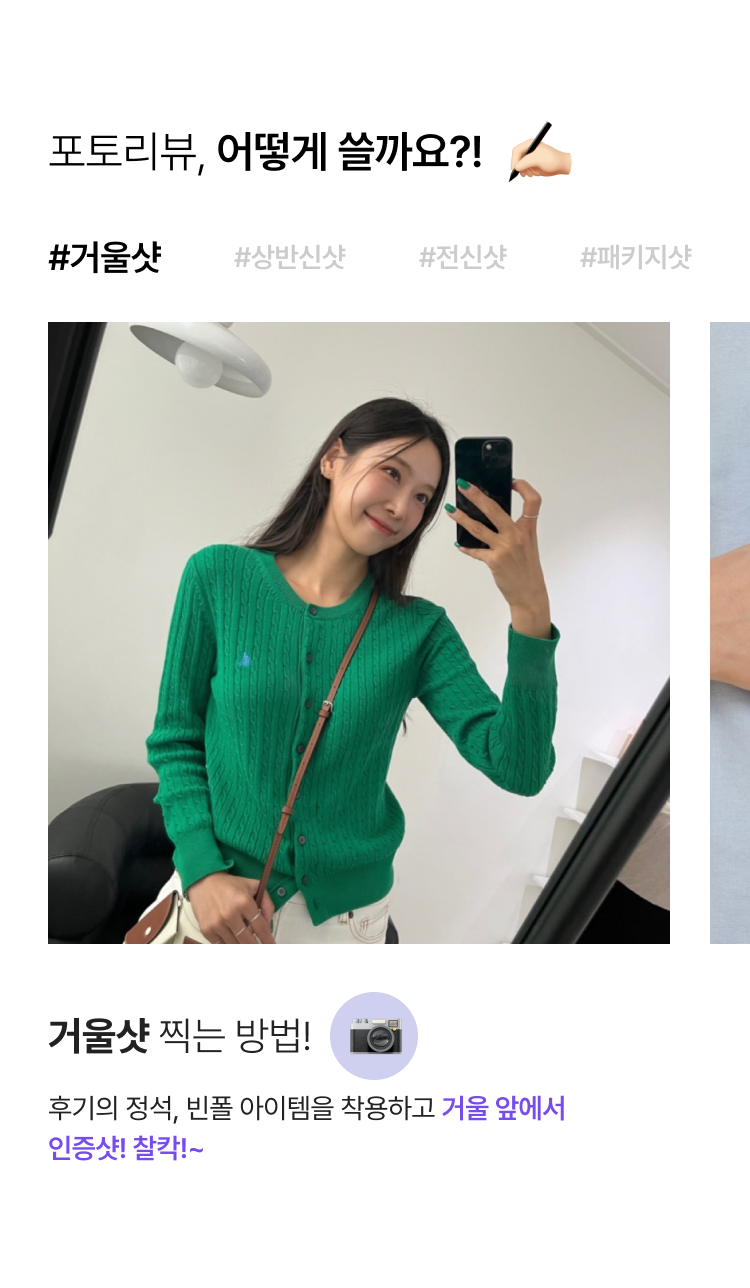 포토리뷰, 어떻게 쓸까요?!
#거울샷 #상반신샷 #전신샷 #패키지샷
거울샷 찍는 방법!
후기의 정석, 빈폴 아이템을 착용하고 거울 앞에서
인증샷! 찰칵!~